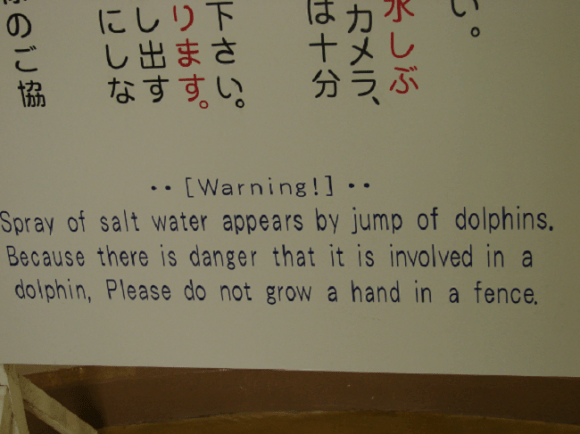 い。
水しぶ
カメラ、
は十分
下さい。
ります。
し出す
にしな
のご協
･･[Warning!]･･
Spray of salt water appears by jump of dolphins.
Because there is danger that it is involved in a
dolphin, Please do not grow a hand in a fence.